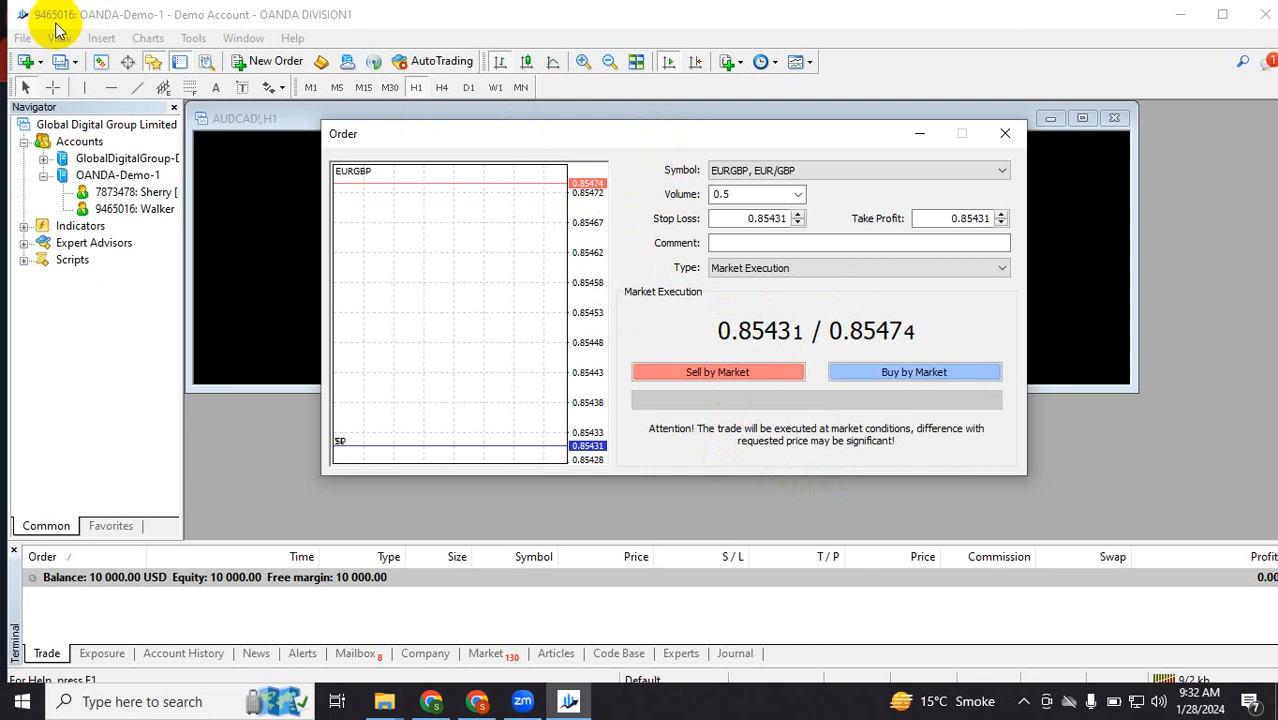 9465016: OANDA-Demo-1 - Demo Account - OANDA DIVISION1
File View Insert Charts Tools Window Help
New Order AutoTrading 1
A T M1 M5 M15 M30 H1 H4 D1 W1 MN
Navigator
Global Digital Group Limited
Accounts
GlobalDigitalGroup-D
OANDA-Demo-1
7873478: Sherry [
9465016: Walker
Indicators
Expert Advisors
Scripts
Common Favorites
AUDCAD!,H1
Order
EURGBP
0.85474
0.85472
0.85467
0.85462
0.85458
0.85453
0.85448
0.85443
0.85438
0.85433
0.85431
0.85428
Symbol: EURGBP, EUR/GBP
Volume: 0.5
Stop Loss: 0.85431 Take Profit: 0.85431
Comment:
Type: Market Execution
Market Execution
0.85431 / 0.85474
Sell by Market Buy by Market
Attention! The trade will be executed at market conditions, difference with
requested price may be significant!
Order / Time Type Size Symbol Price S / L T / P Price Commission Swap Profit
Balance: 10 000.00 USD Equity: 10 000.00 Free margin: 10 000.00 0.00
Terminal
Trade Exposure Account History News Alerts Mailbox 8 Company Market 130 Articles Code Base Experts Journal
For Help, press F1 Default 9/2 kb
Type here to search zm 15°C Smoke 9:32 AM
1/28/2024 7